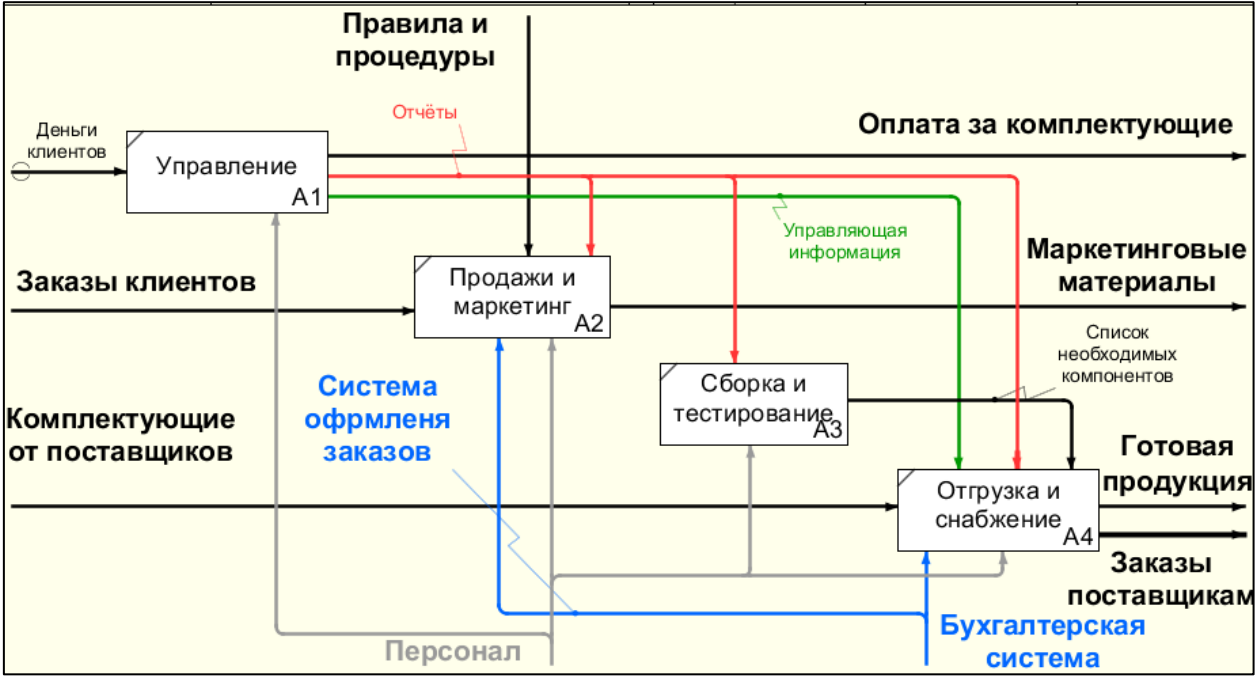 Правила и
процедуры
Отчёты
Оплата за комплектующие
Деньги
клиентов
Управление
A1
Управляющая
информация
Маркетинговые
материалы
Заказы клиентов
Продажи и
маркетинг
A2
Список
необходимых
компонентов
Система
офрмленя
заказов
Сборка и
тестирование
A3
Комплектующие
от поставщиков
Готовая
продукция
Отгрузка и
снабжение
A4
Заказы
поставщикам
Персонал
Бухгалтерская
система